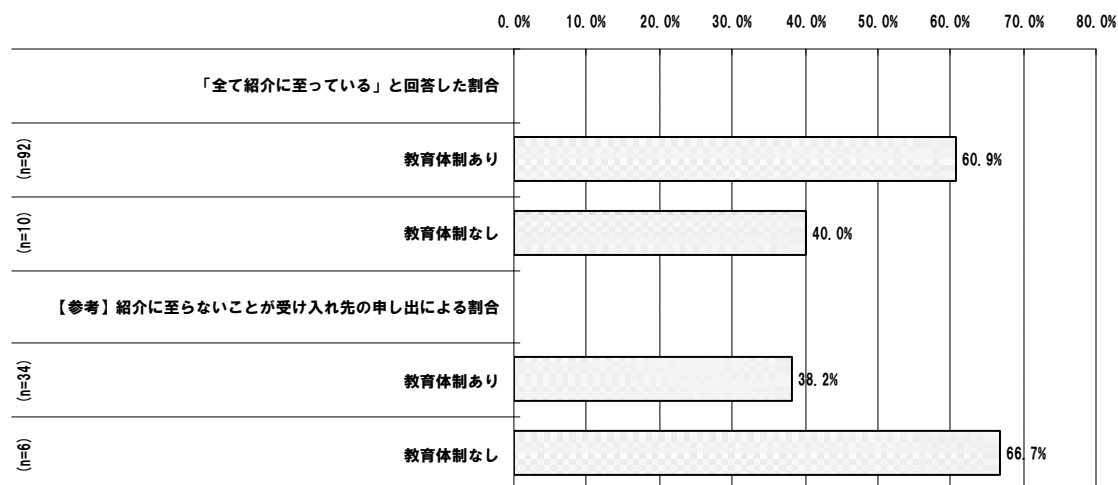 0.0% 10.0% 20.0% 30.0% 40.0% 50.0% 60.0% 70.0% 80.0%
「全て紹介に至っている」と回答した割合
(n=92) 教育体制あり 60.9%
(n=10) 教育体制なし 40.0%
【参考】紹介に至らないことが受け入れ先の申し出による割合
(n=34) 教育体制あり 38.2%
(n=6) 教育体制なし 66.7%